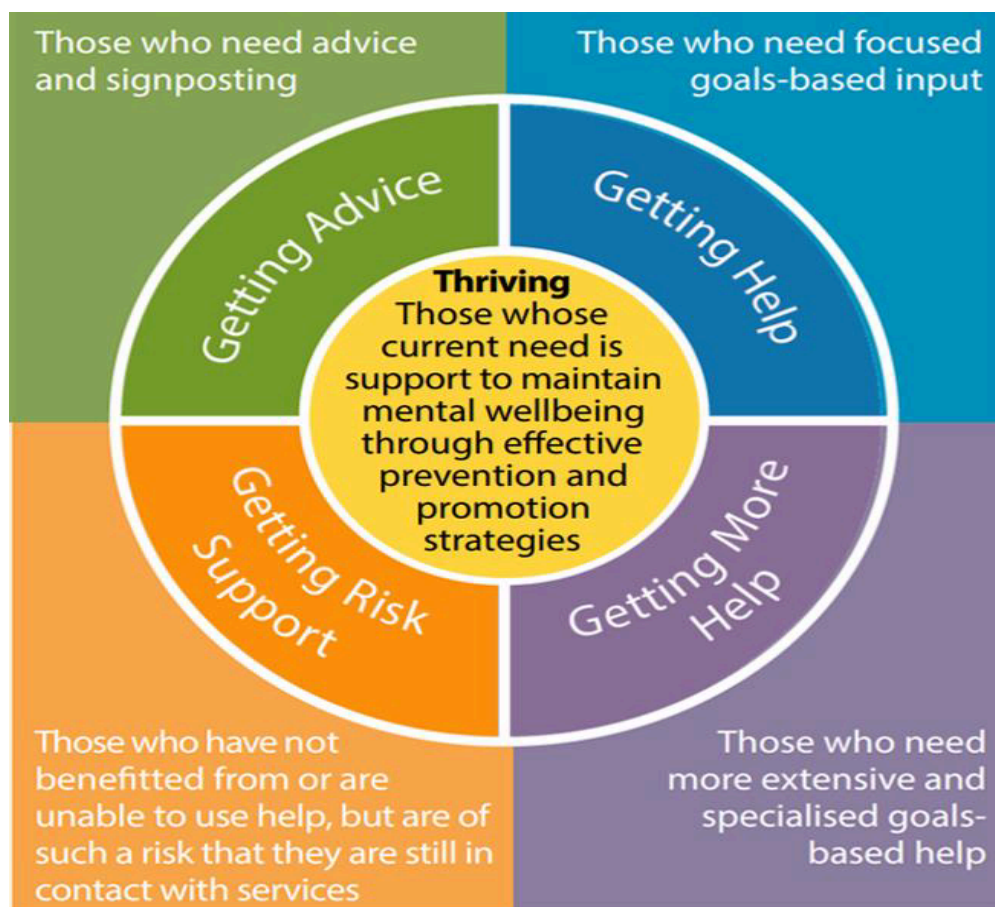 Those who need advice
and signposting
Those who need focused
goals-based input
Getting Advice
Getting Help
Thriving
Those whose
current need is
support to maintain
mental wellbeing
through effective
prevention and
promotion
strategies
Getting Risk
Support
Getting More
Help
Those who have not
benefitted from or are
unable to use help, but are of
such a risk that they are still in
contact with services
Those who need
more extensive and
specialised goals-
based help